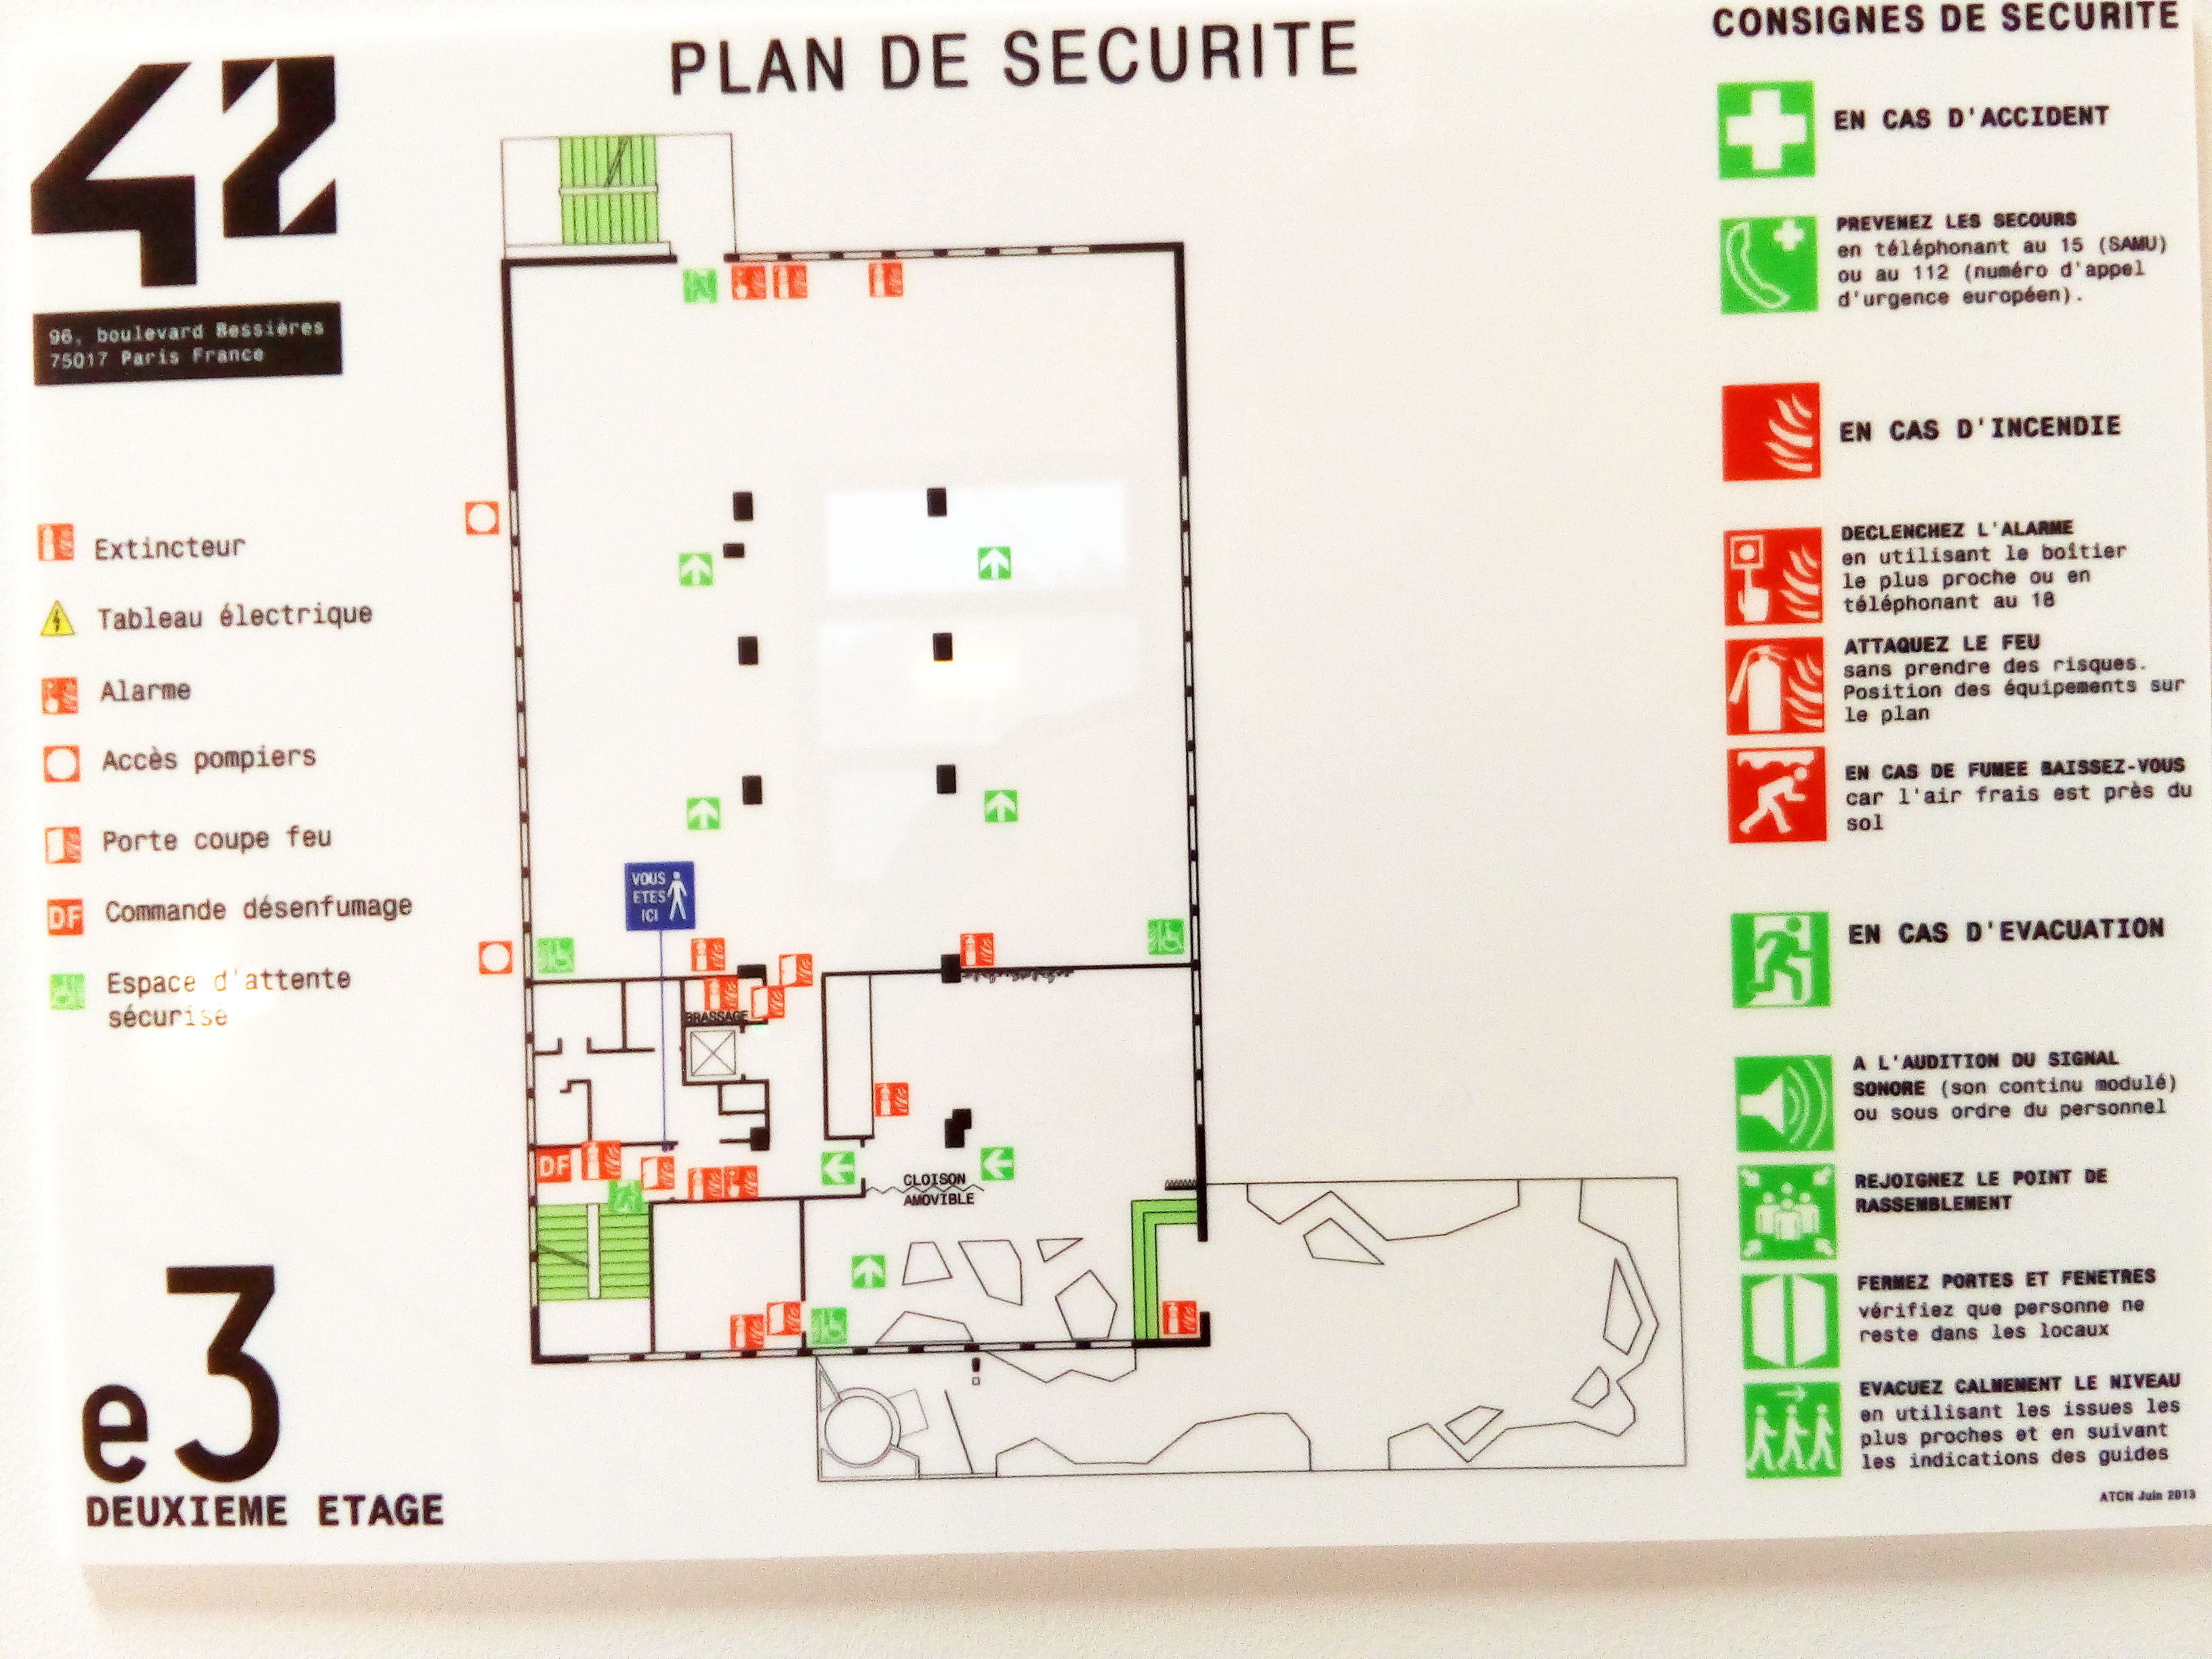 42
96, boulevard Bessières
75017 Paris France
PLAN DE SECURITE
Extincteur
Tableau électrique
Alarme
Accès pompiers
Porte coupe feu
DF
Commande désenfumage
Espace d'attente
sécurisé
e3
DEUXIEME ETAGE
VOUS
ETES
ICI
BRASSAGE
DF
CLOISON
AMOVIBLE
CONSIGNES DE SECURITE
EN CAS D'ACCIDENT
PREVENEZ LES SECOURS
en téléphonant au 15 (SAMU)
ou au 112 (numéro d'appel
d'urgence européen).
EN CAS D'INCENDIE
DECLENCHEZ L'ALARME
en utilisant le boîtier
le plus proche ou en
téléphonant au 18
ATTAQUEZ LE FEU
sans prendre des risques.
Position des équipements sur
le plan
EN CAS DE FUMEE BAISSEZ-VOUS
car l'air frais est près du
sol
EN CAS D'EVACUATION
A L'AUDITION DU SIGNAL
SONORE (son continu modulé)
ou sous ordre du personnel
REJOIGNEZ LE POINT DE
RASSEMBLEMENT
FERMEZ PORTES ET FENETRES
vérifiez que personne ne
reste dans les locaux
EVACUEZ CALMEMENT LE NIVEAU
en utilisant les issues les
plus proches et en suivant
les indications des guides
ATCN Juin 2013